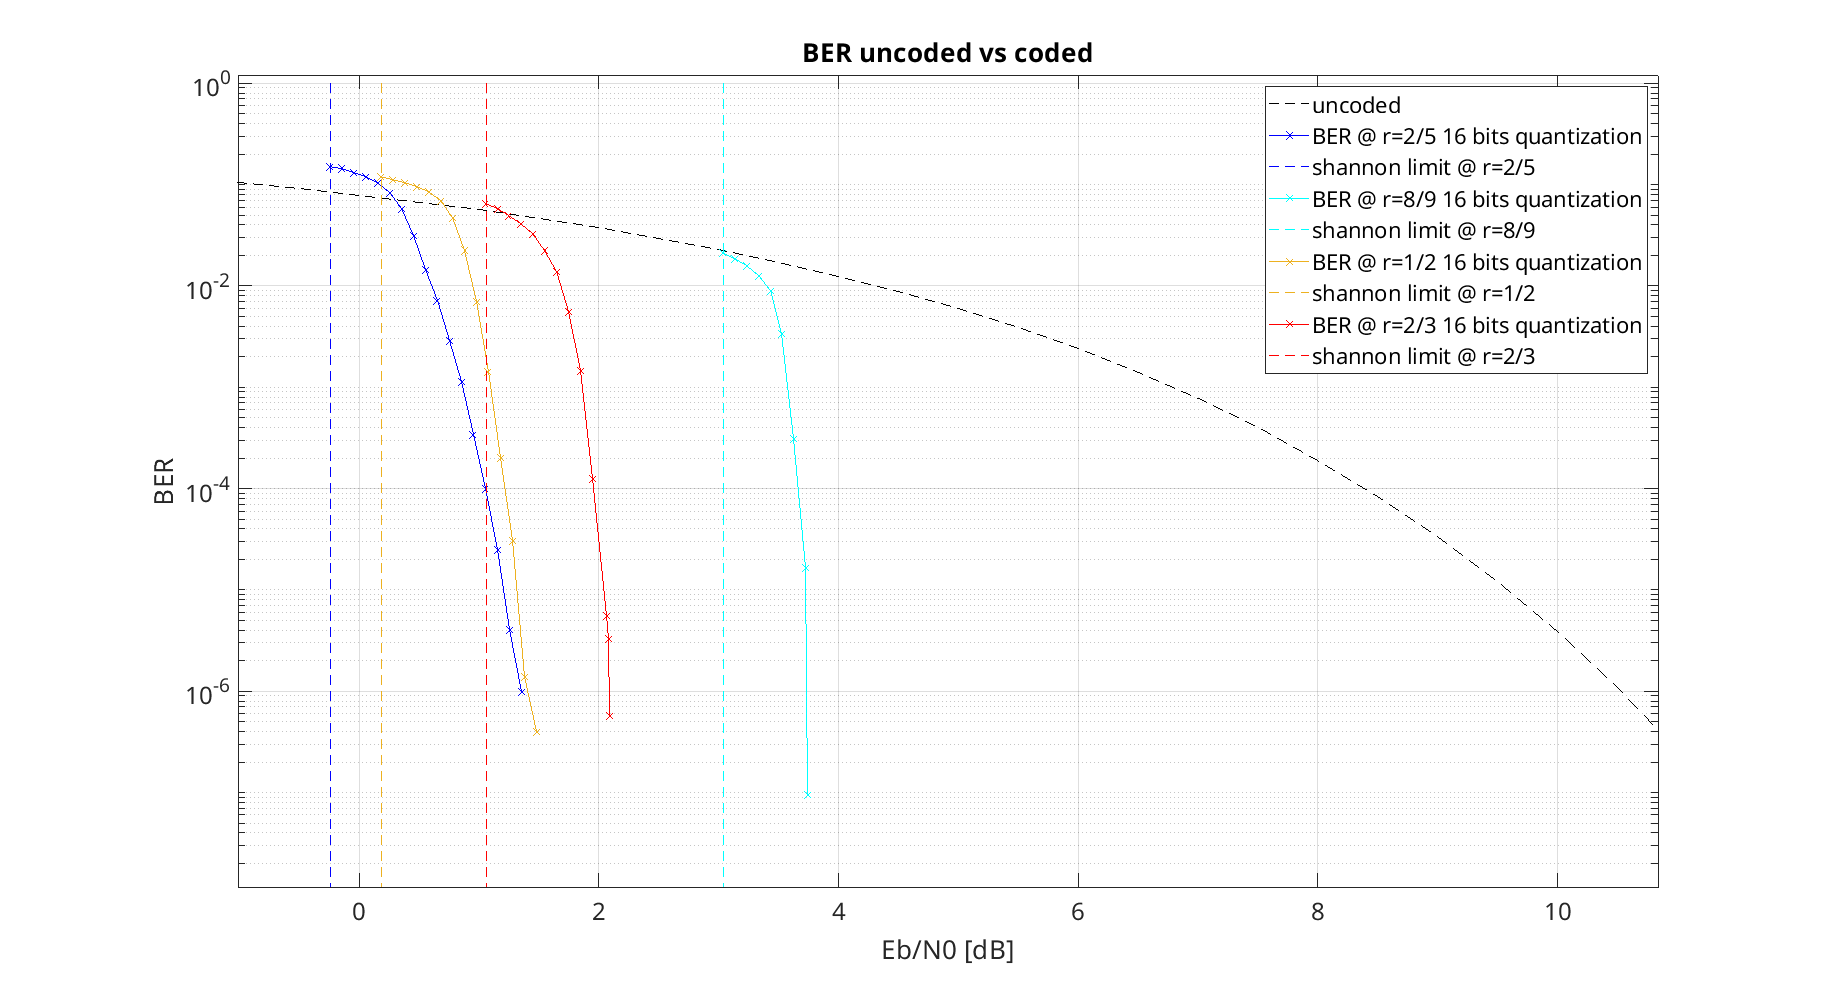 BER uncoded vs coded
10^0
10^-2
10^-4
10^-6
BER
uncoded
BER @ r=2/5 16 bits quantization
shannon limit @ r=2/5
BER @ r=8/9 16 bits quantization
shannon limit @ r=8/9
BER @ r=1/2 16 bits quantization
shannon limit @ r=1/2
BER @ r=2/3 16 bits quantization
shannon limit @ r=2/3
0 2 4 6 8 10
Eb/N0 [dB]